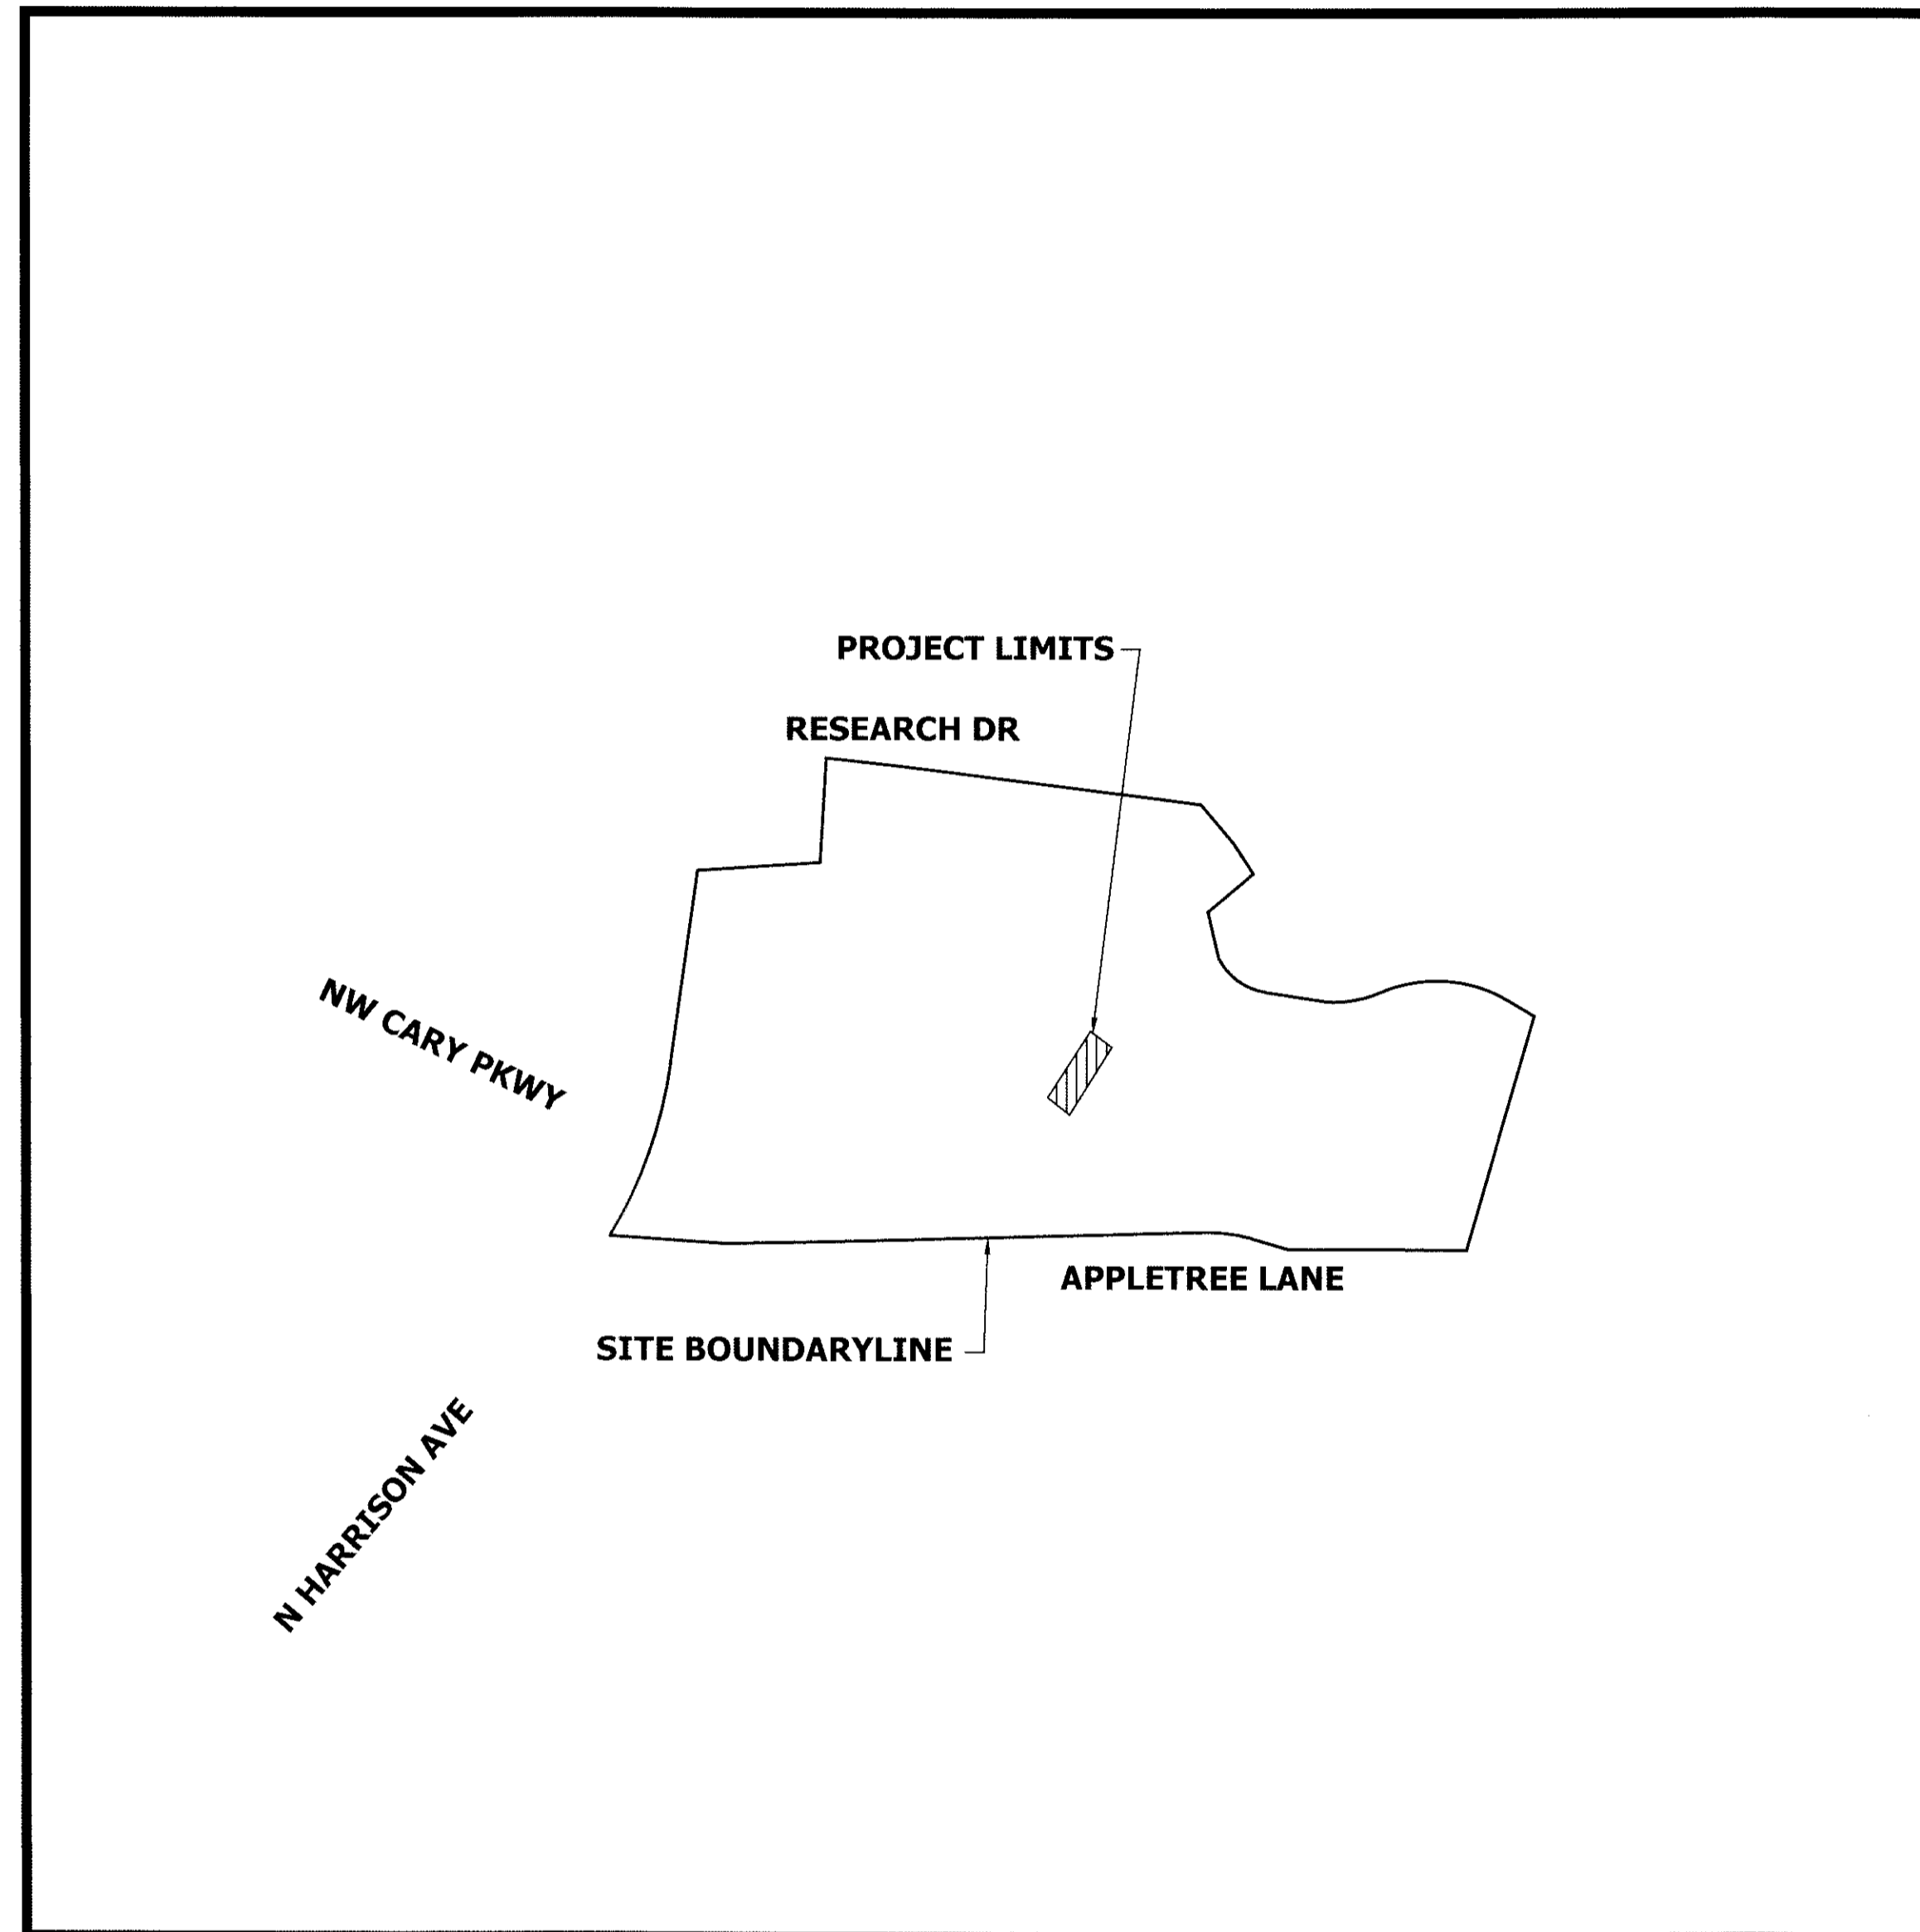 PROJECT LIMITS
RESEARCH DR
NW CARY PKWY
APPLETREE LANE
SITE BOUNDARYLINE
N HARRISON AVE